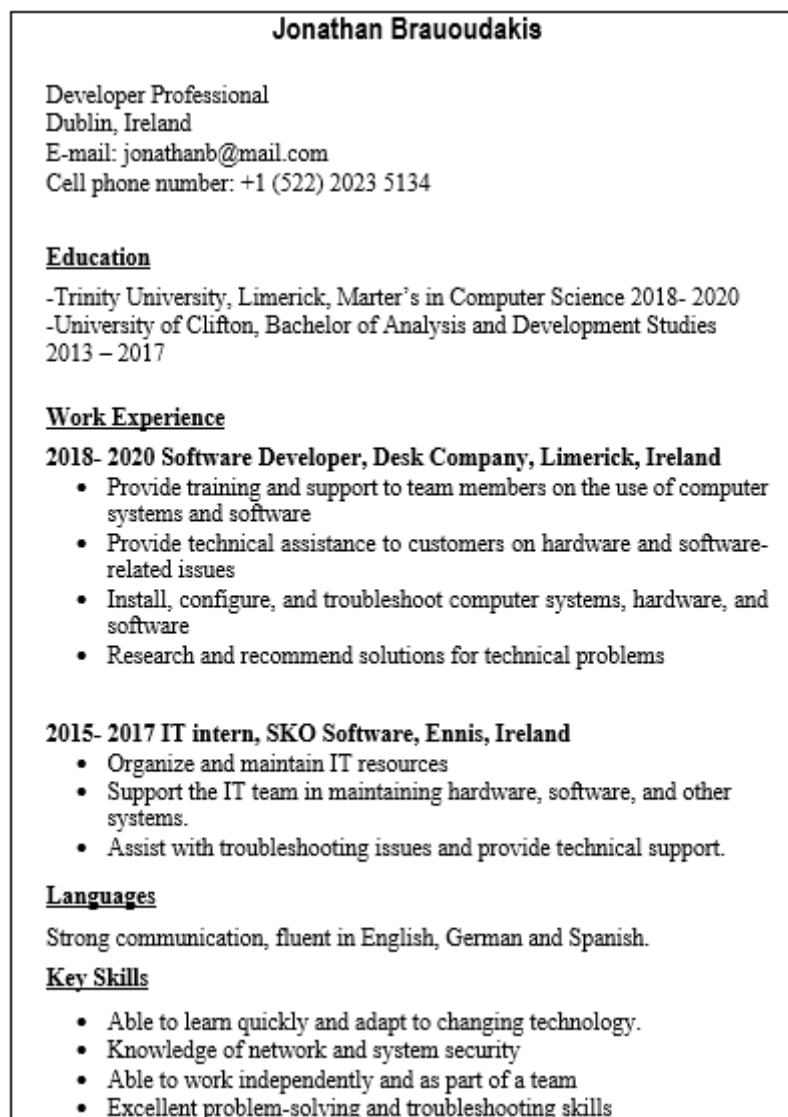 Jonathan Brauoudakis
Developer Professional
Dublin, Ireland
E-mail: jonathanb@mail.com
Cell phone number: +1 (522) 2023 5134
Education
-Trinity University, Limerick, Marter’s in Computer Science 2018- 2020
-University of Clifton, Bachelor of Analysis and Development Studies
2013 – 2017
Work Experience
2018- 2020 Software Developer, Desk Company, Limerick, Ireland
• Provide training and support to team members on the use of computer
systems and software
• Provide technical assistance to customers on hardware and software-
related issues
• Install, configure, and troubleshoot computer systems, hardware, and
software
• Research and recommend solutions for technical problems
2015- 2017 IT intern, SKO Software, Ennis, Ireland
• Organize and maintain IT resources
• Support the IT team in maintaining hardware, software, and other
systems.
• Assist with troubleshooting issues and provide technical support.
Languages
Strong communication, fluent in English, German and Spanish.
Key Skills
• Able to learn quickly and adapt to changing technology.
• Knowledge of network and system security
• Able to work independently and as part of a team
• Excellent problem-solving and troubleshooting skills